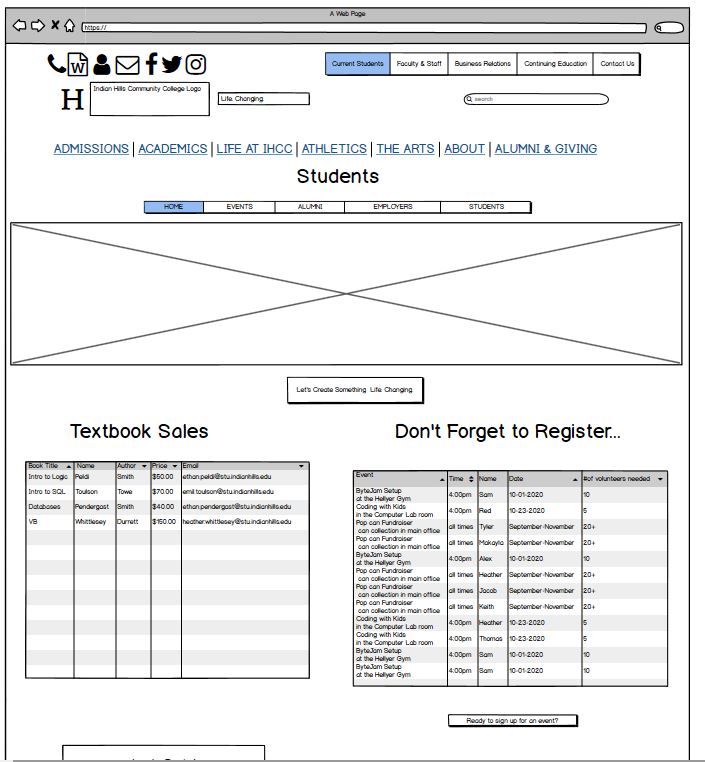 A Web Page
https://
Current Students Faculty & Staff Business Relations Continuing Education Contact Us
W
H
Indian Hills Community College Logo
Life. Changing.
search
ADMISSIONS | ACADEMICS | LIFE AT IHCC | ATHLETICS | THE ARTS | ABOUT | ALUMNI & GIVING
Students
HOME EVENTS ALUMNI EMPLOYERS STUDENTS
Let's Create Something Life. Changing.
Textbook Sales
Book Title Name Author Price Email
Intro to Logic Peldi Smith $50.00 ethan.peldi@stu.indianhills.edu
Intro to SQL Toulson Towe $70.00 emil.toulson@stu.indianhills.edu
Databases Pendergast Smith $40.00 ethan.pendergast@stu.indianhills.edu
VB Whittlesey Durrett $150.00 heather.whittlesey@stu.indianhills.edu
Don't Forget to Register...
Event Time Name Date #of volunteers needed
ByteJam Setup
at the Hellyer Gym 4:00pm Sam 10-01-2020 10
Coding with Kids
in the Computer Lab room 4:00pm Red 10-23-2020 5
Pop can Fundraiser
can collection in main office all times Tyler September-November 20+
Pop can Fundraiser
can collection in main office all times Makayla September-November 20+
ByteJam Setup
at the Hellyer Gym 4:00pm Alex 10-01-2020 10
Pop can Fundraiser
can collection in main office all times Heather September-November 20+
Pop can Fundraiser
can collection in main office all times Jacob September-November 20+
Pop can Fundraiser
can collection in main office all times Keith September-November 20+
Coding with Kids
in the Computer Lab room 4:00pm Heather 10-23-2020 5
Coding with Kids
in the Computer Lab room 4:00pm Thomas 10-23-2020 5
ByteJam Setup
at the Hellyer Gym 4:00pm Sam 10-01-2020 10
ByteJam Setup
at the Hellyer Gym 4:00pm Sam 10-01-2020 10
Ready to sign up for an event?